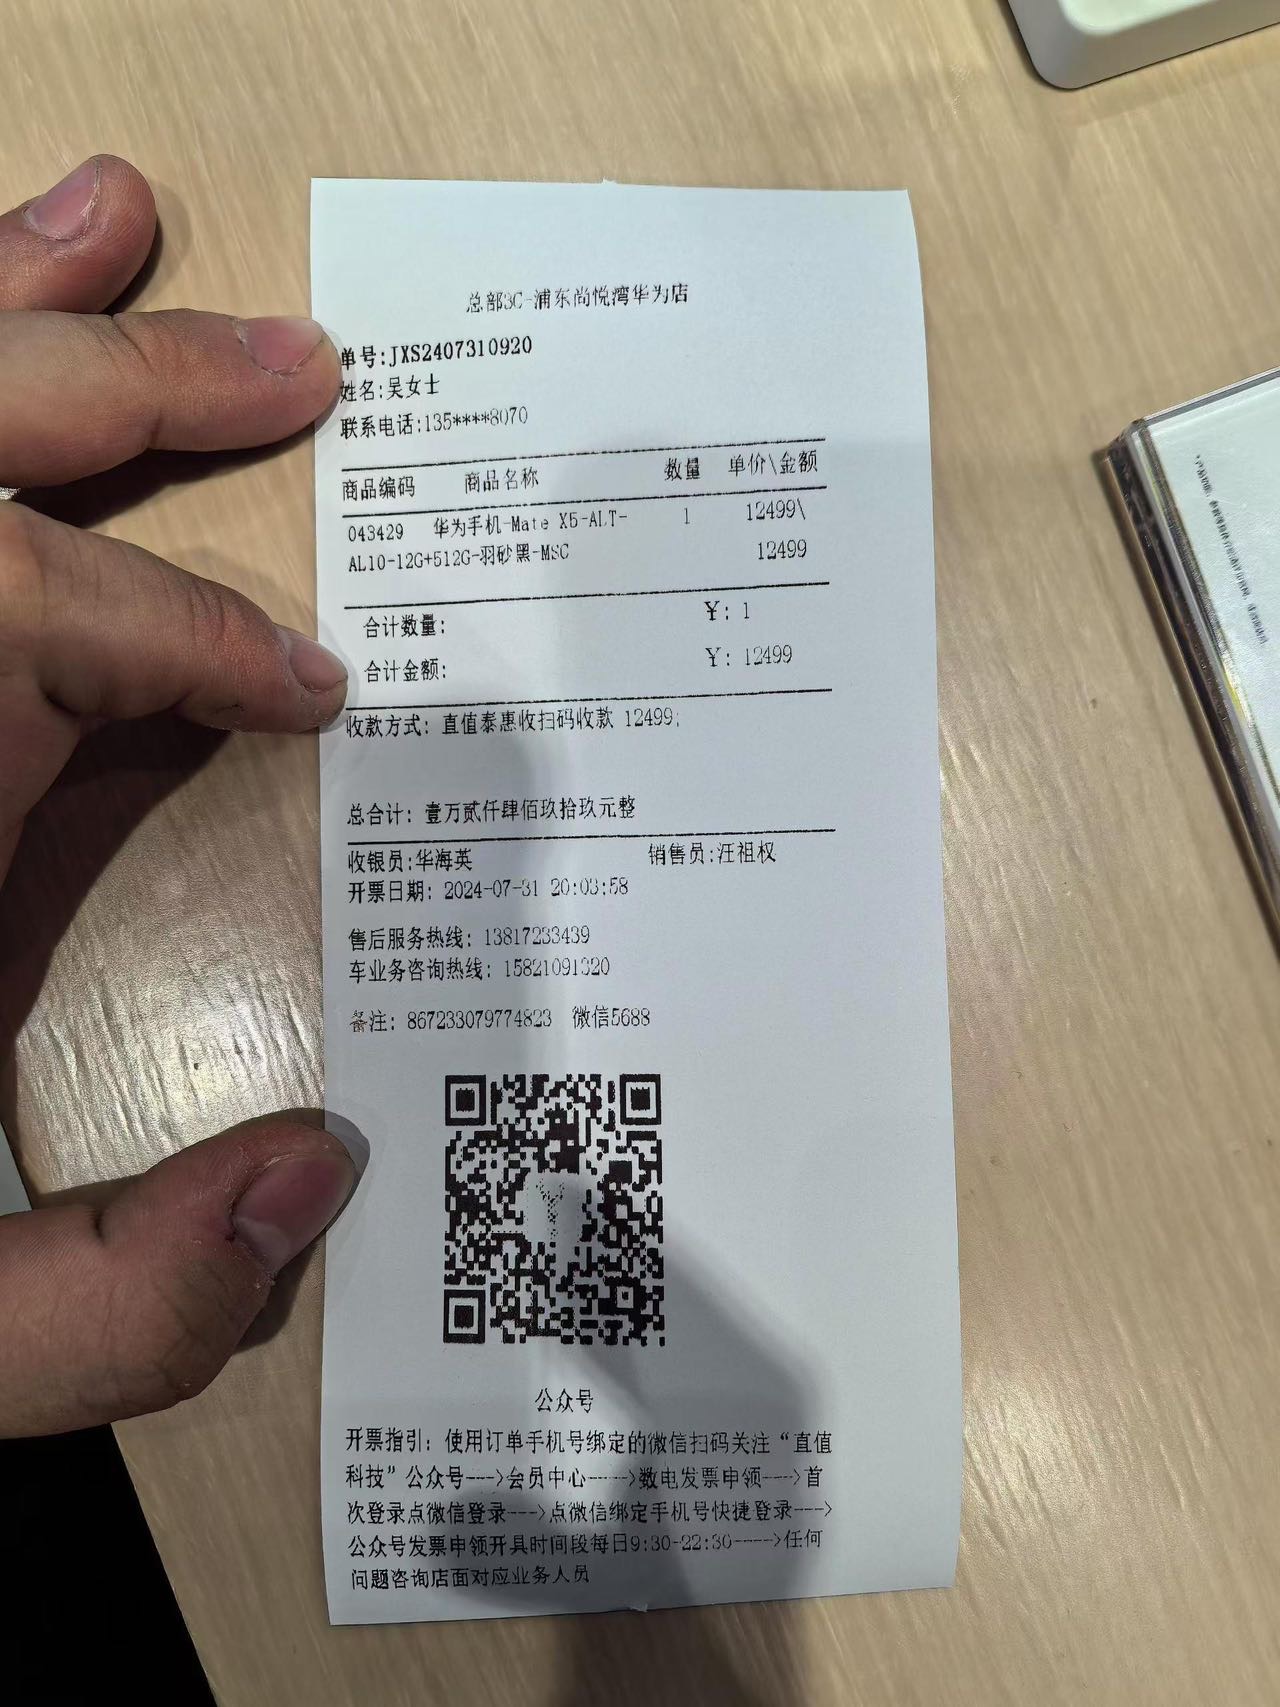 总部3C-浦东尚悦湾华为店
单号:JXS2407310920
姓名:吴女士
联系电话:135****8070
商品编码 商品名称 数量 单价\金额
043429 华为手机-Mate X5-ALT- 1 12499\
AL10-12G+512G-羽砂黑-MSC 12499
合计数量: ￥: 1
合计金额: ￥: 12499
收款方式: 直值泰惠收扫码收款 12499;
总合计: 壹万贰仟肆佰玖拾玖元整
收银员:华海英 销售员:汪祖权
开票日期: 2024-07-31 20:03:58
售后服务热线: 13817233439
车业务咨询热线: 15821091320
备注: 867233079774823 微信5688
公众号
开票指引: 使用订单手机号绑定的微信扫码关注“直值
科技”公众号--->会员中心---->数电发票申领--->首
次登录点微信登录--->点微信绑定手机号快捷登录--->
公众号发票申领开具时间段每日9:30-22:30---->任何
问题咨询店面对应业务人员